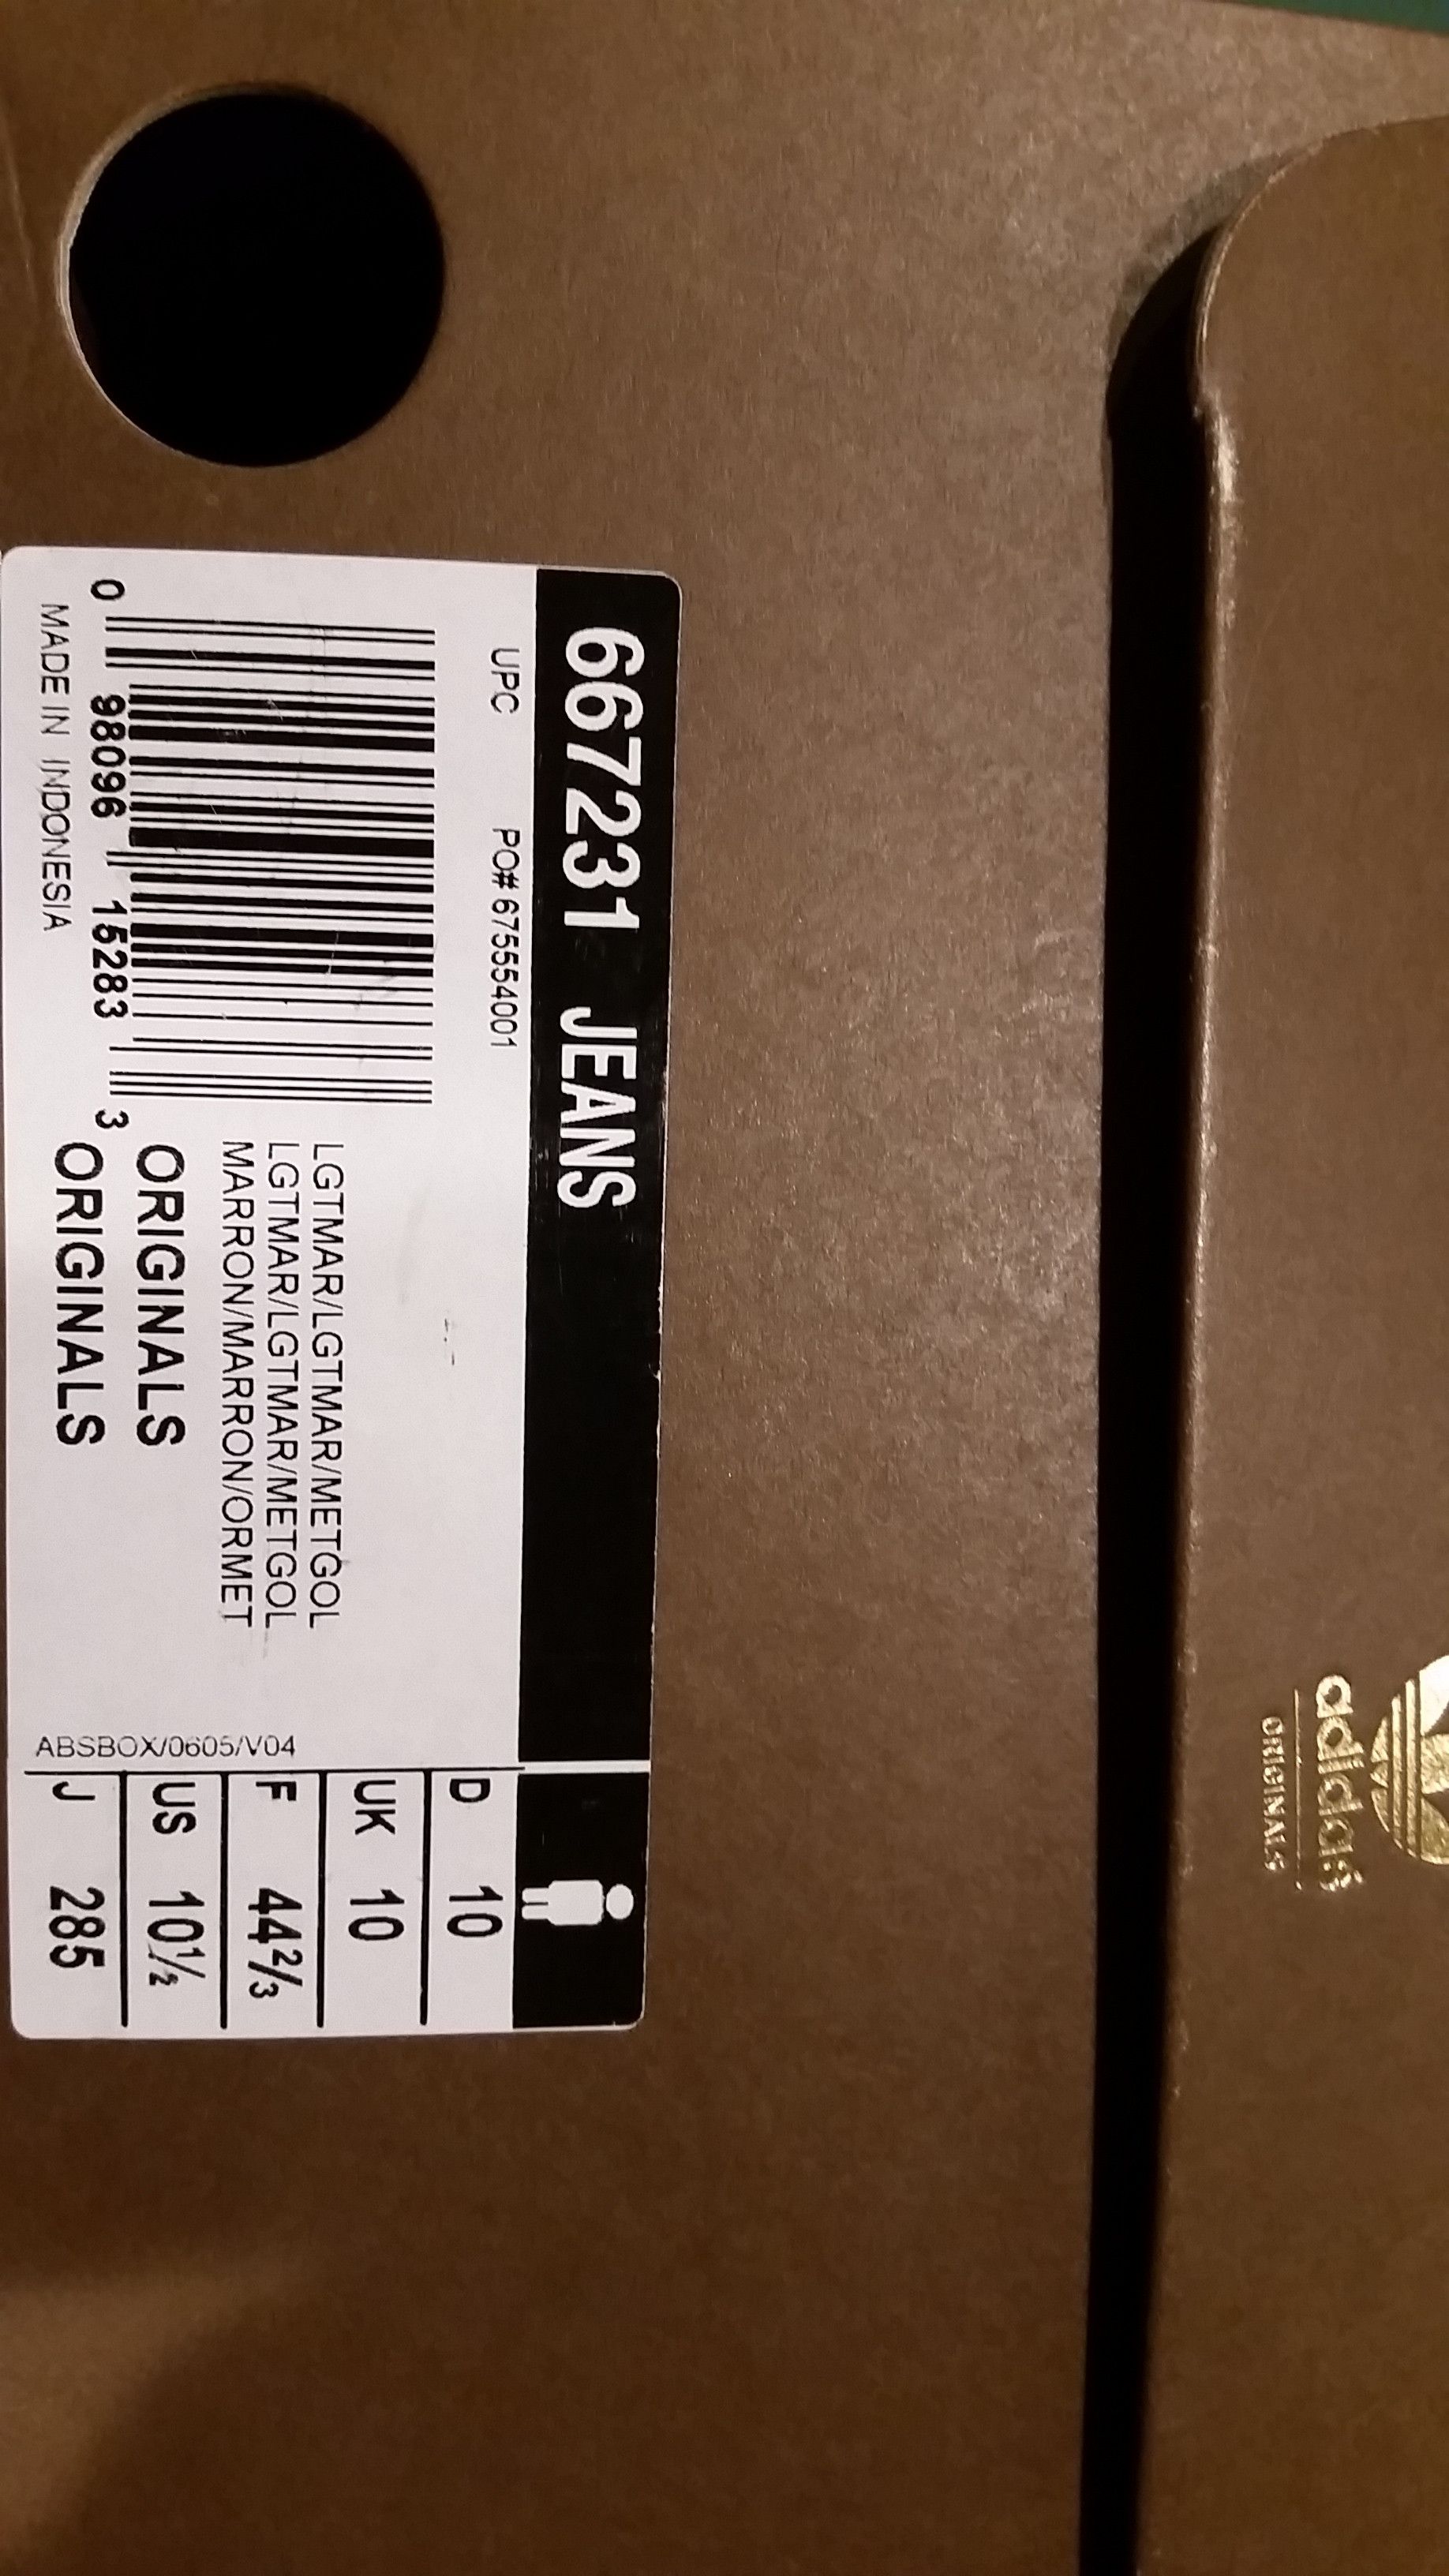 adidas
ORIGINALS
667231 JEANS
UPC PO# 675554001
0 98096 15283 3
MADE IN INDONESIA
LGTMAR/LGTMAR/METGOL
LGTMAR/LGTMAR/METGOL
MARRON/MARRON/ORMET
ORIGINALS
ORIGINALS
ABSBOX/0605/V04
D 10
UK 10
F 44⅔
US 10½
J 285